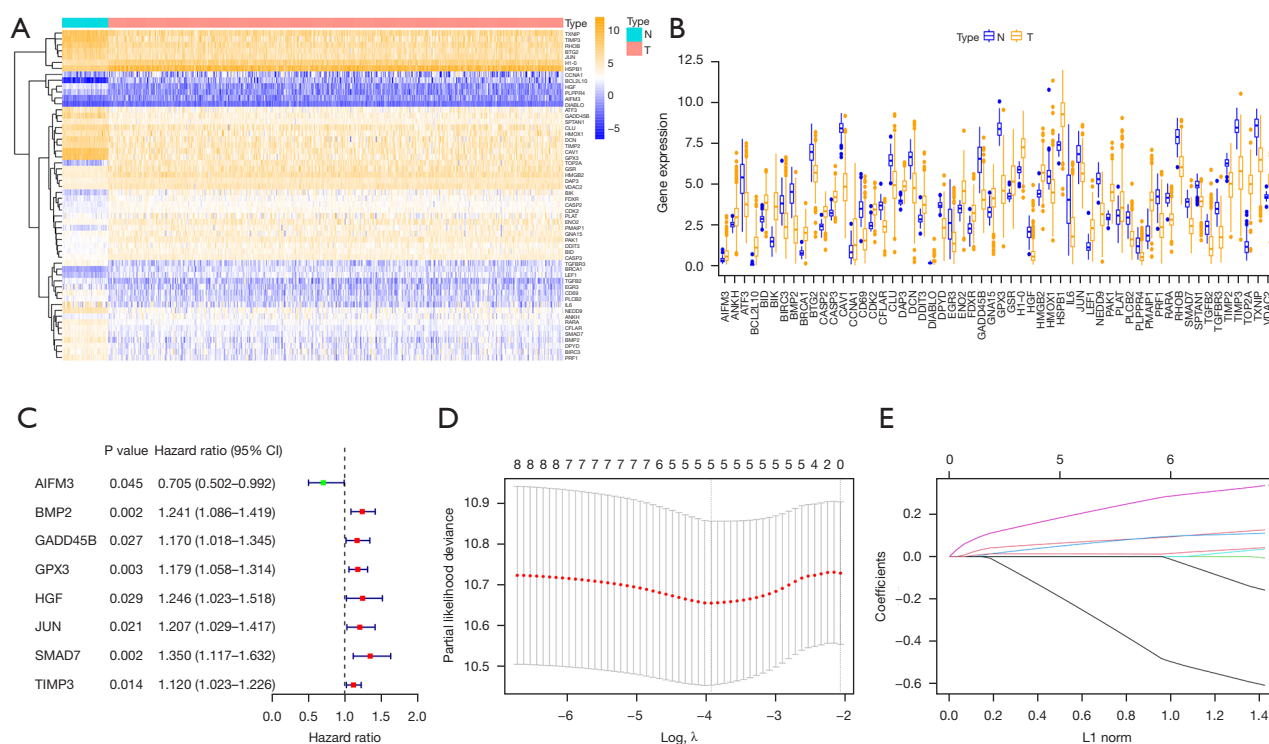 A
Type
Type
N
T
10
5
0
−5
TXNIP
TIMP3
RHOB
BTG2
JUN
H1-0
HSPB1
CCNA1
BCL2L10
HGF
PLPPR4
AIFM3
DIABLO
ATF3
GADD45B
SPTAN1
CLU
HMOX1
DCN
TIMP2
CAV1
GPX3
TOP2A
GSR
HMGB2
DAP3
VDAC2
BIK
FDXR
CASP2
CDK2
PLAT
ENO2
PMAIP1
GNA15
PAK1
DDIT3
BID
CASP3
TGFBR3
BRCA1
LEF1
TGFB2
EGR3
CD69
PLCB2
IL6
NEDD9
ANKH
RARA
CFLAR
SMAD7
BMP2
DPYD
BIRC3
PRF1
B
Type N T
Gene expression
12.5
10.0
7.5
5.0
2.5
0.0
AIFM3
ANKH
ATF3
BCL2L10
BID
BIK
BIRC3
BMP2
BRCA1
BTG2
CASP2
CASP3
CAV1
CCNA1
CD69
CDK2
CFLAR
CLU
DAP3
DCN
DDIT3
DIABLO
DPYD
EGR3
ENO2
FDXR
GADD45B
GNA15
GPX3
GSR
H1-0
HGF
HMGB2
HMOX1
HSPB1
IL6
JUN
LEF1
NEDD9
PAK1
PLAT
PLCB2
PLPPR4
PMAIP1
PRF1
RARA
RHOB
SMAD7
SPTAN1
TGFB2
TGFBR3
TIMP2
TIMP3
TOP2A
TXNIP
VDAC2
C
P value Hazard ratio (95% CI)
AIFM3 0.045 0.705 (0.502–0.992)
BMP2 0.002 1.241 (1.086–1.419)
GADD45B 0.027 1.170 (1.018–1.345)
GPX3 0.003 1.179 (1.058–1.314)
HGF 0.029 1.246 (1.023–1.518)
JUN 0.021 1.207 (1.029–1.417)
SMAD7 0.002 1.350 (1.117–1.632)
TIMP3 0.014 1.120 (1.023–1.226)
0.0 0.5 1.0 1.5 2.0
Hazard ratio
D
8 8 8 8 7 7 7 7 7 7 7 6 5 5 5 5 5 5 5 5 5 5 5 4 2 0
Partial likelihood deviance
10.9
10.8
10.7
10.6
10.5
−6 −5 −4 −3 −2
Log, λ
E
0 5 6
Coefficients
0.2
0.0
−0.2
−0.4
−0.6
0.0 0.2 0.4 0.6 0.8 1.0 1.2 1.4
L1 norm